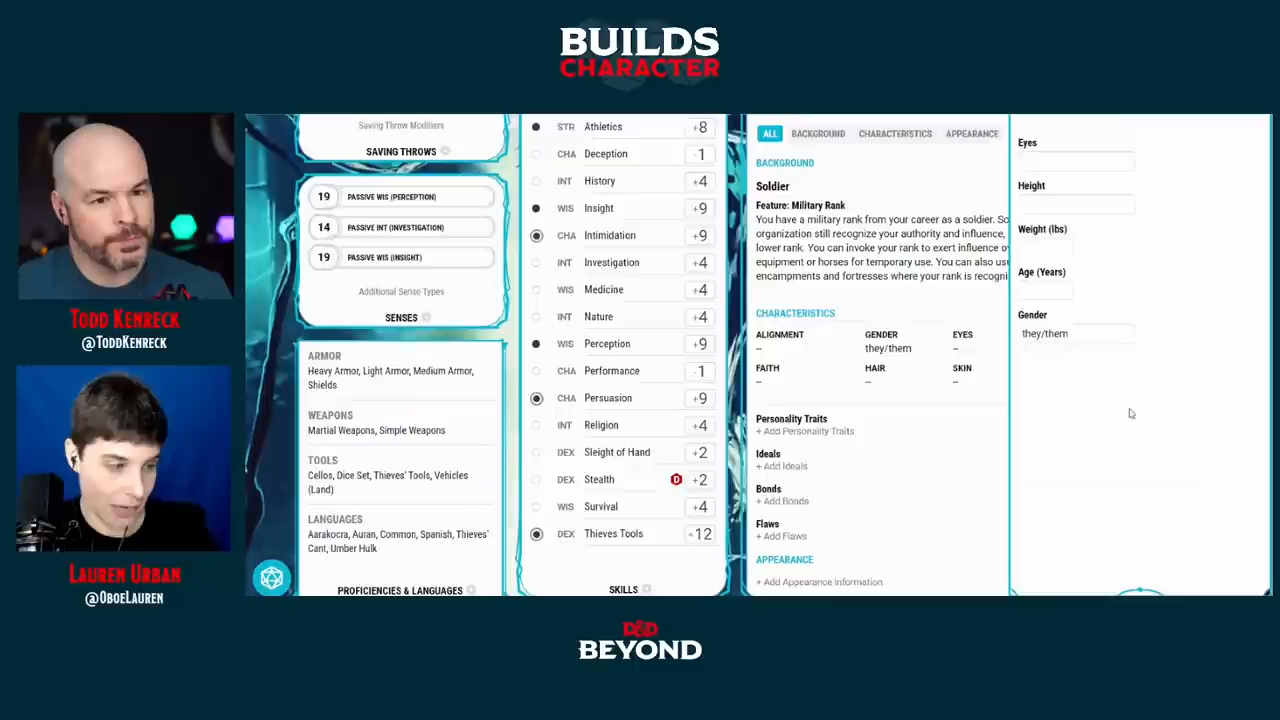 BUILDS
CHARACTER
TODD KENRECK
@TODDKENRECK
LAUREN URBAN
@OBOELAUREN
Saving Throw Modifiers
SAVING THROWS
19 PASSIVE WIS (PERCEPTION)
14 PASSIVE INT (INVESTIGATION)
19 PASSIVE WIS (INSIGHT)
Additional Sense Types
SENSES
ARMOR
Heavy Armor, Light Armor, Medium Armor,
Shields
WEAPONS
Martial Weapons, Simple Weapons
TOOLS
Cellos, Dice Set, Thieves' Tools, Vehicles
(Land)
LANGUAGES
Aarakocra, Auran, Common, Spanish, Thieves'
Cant, Umber Hulk
PROFICIENCIES & LANGUAGES
STR Athletics +8
CHA Deception -1
INT History +4
WIS Insight +9
CHA Intimidation +9
INT Investigation +4
WIS Medicine +4
INT Nature +4
WIS Perception +9
CHA Performance -1
CHA Persuasion +9
INT Religion +4
DEX Sleight of Hand +2
DEX Stealth D +2
WIS Survival +4
DEX Thieves Tools +12
SKILLS
ALL BACKGROUND CHARACTERISTICS APPEARANCE
BACKGROUND
Soldier
Feature: Military Rank
You have a military rank from your career as a soldier. So
organization still recognize your authority and influence,
lower rank. You can invoke your rank to exert influence o
equipment or horses for temporary use. You can also us
encampments and fortresses where your rank is recogni
CHARACTERISTICS
ALIGNMENT GENDER EYES
-- they/them --
FAITH HAIR SKIN
-- -- --
Personality Traits
+ Add Personality Traits
Ideals
+ Add Ideals
Bonds
+ Add Bonds
Flaws
+ Add Flaws
APPEARANCE
+ Add Appearance Information
Eyes
Height
Weight (lbs)
Age (Years)
Gender
they/them
D&D
BEYOND